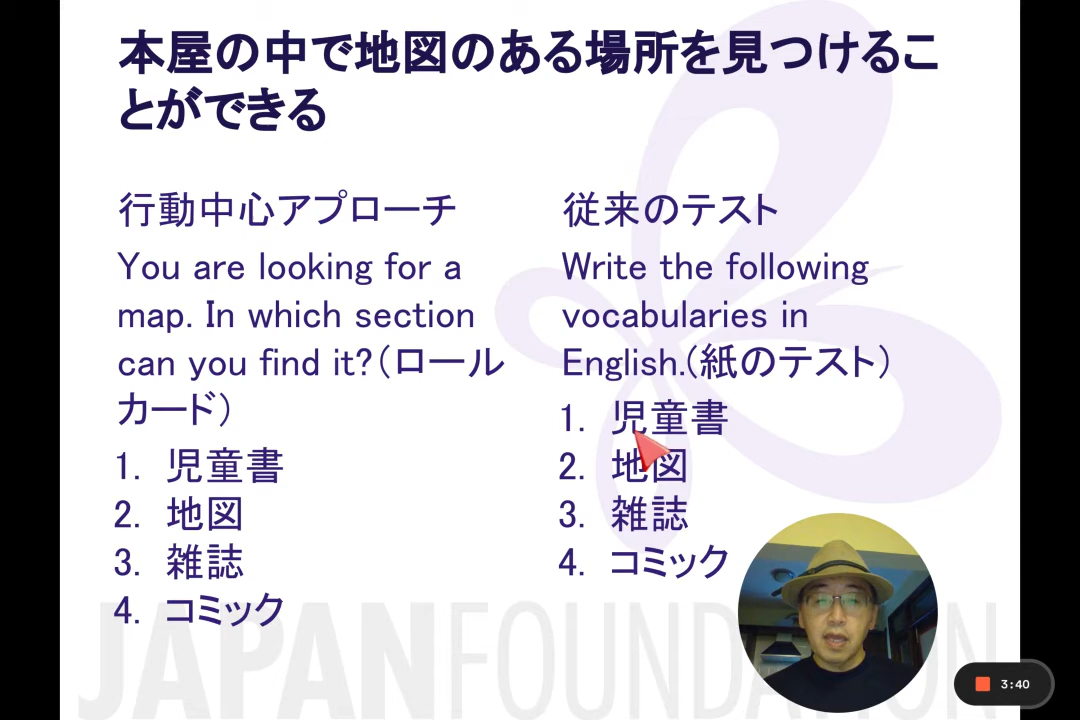 本屋の中で地図のある場所を見つけるこ
とができる
行動中心アプローチ
You are looking for a
map. In which section
can you find it?(ロール
カード)
1. 児童書
2. 地図
3. 雑誌
4. コミック
従来のテスト
Write the following
vocabularies in
English.(紙のテスト)
1. 児童書
2. 地図
3. 雑誌
4. コミック
JAPANFOUNDATION
3:40